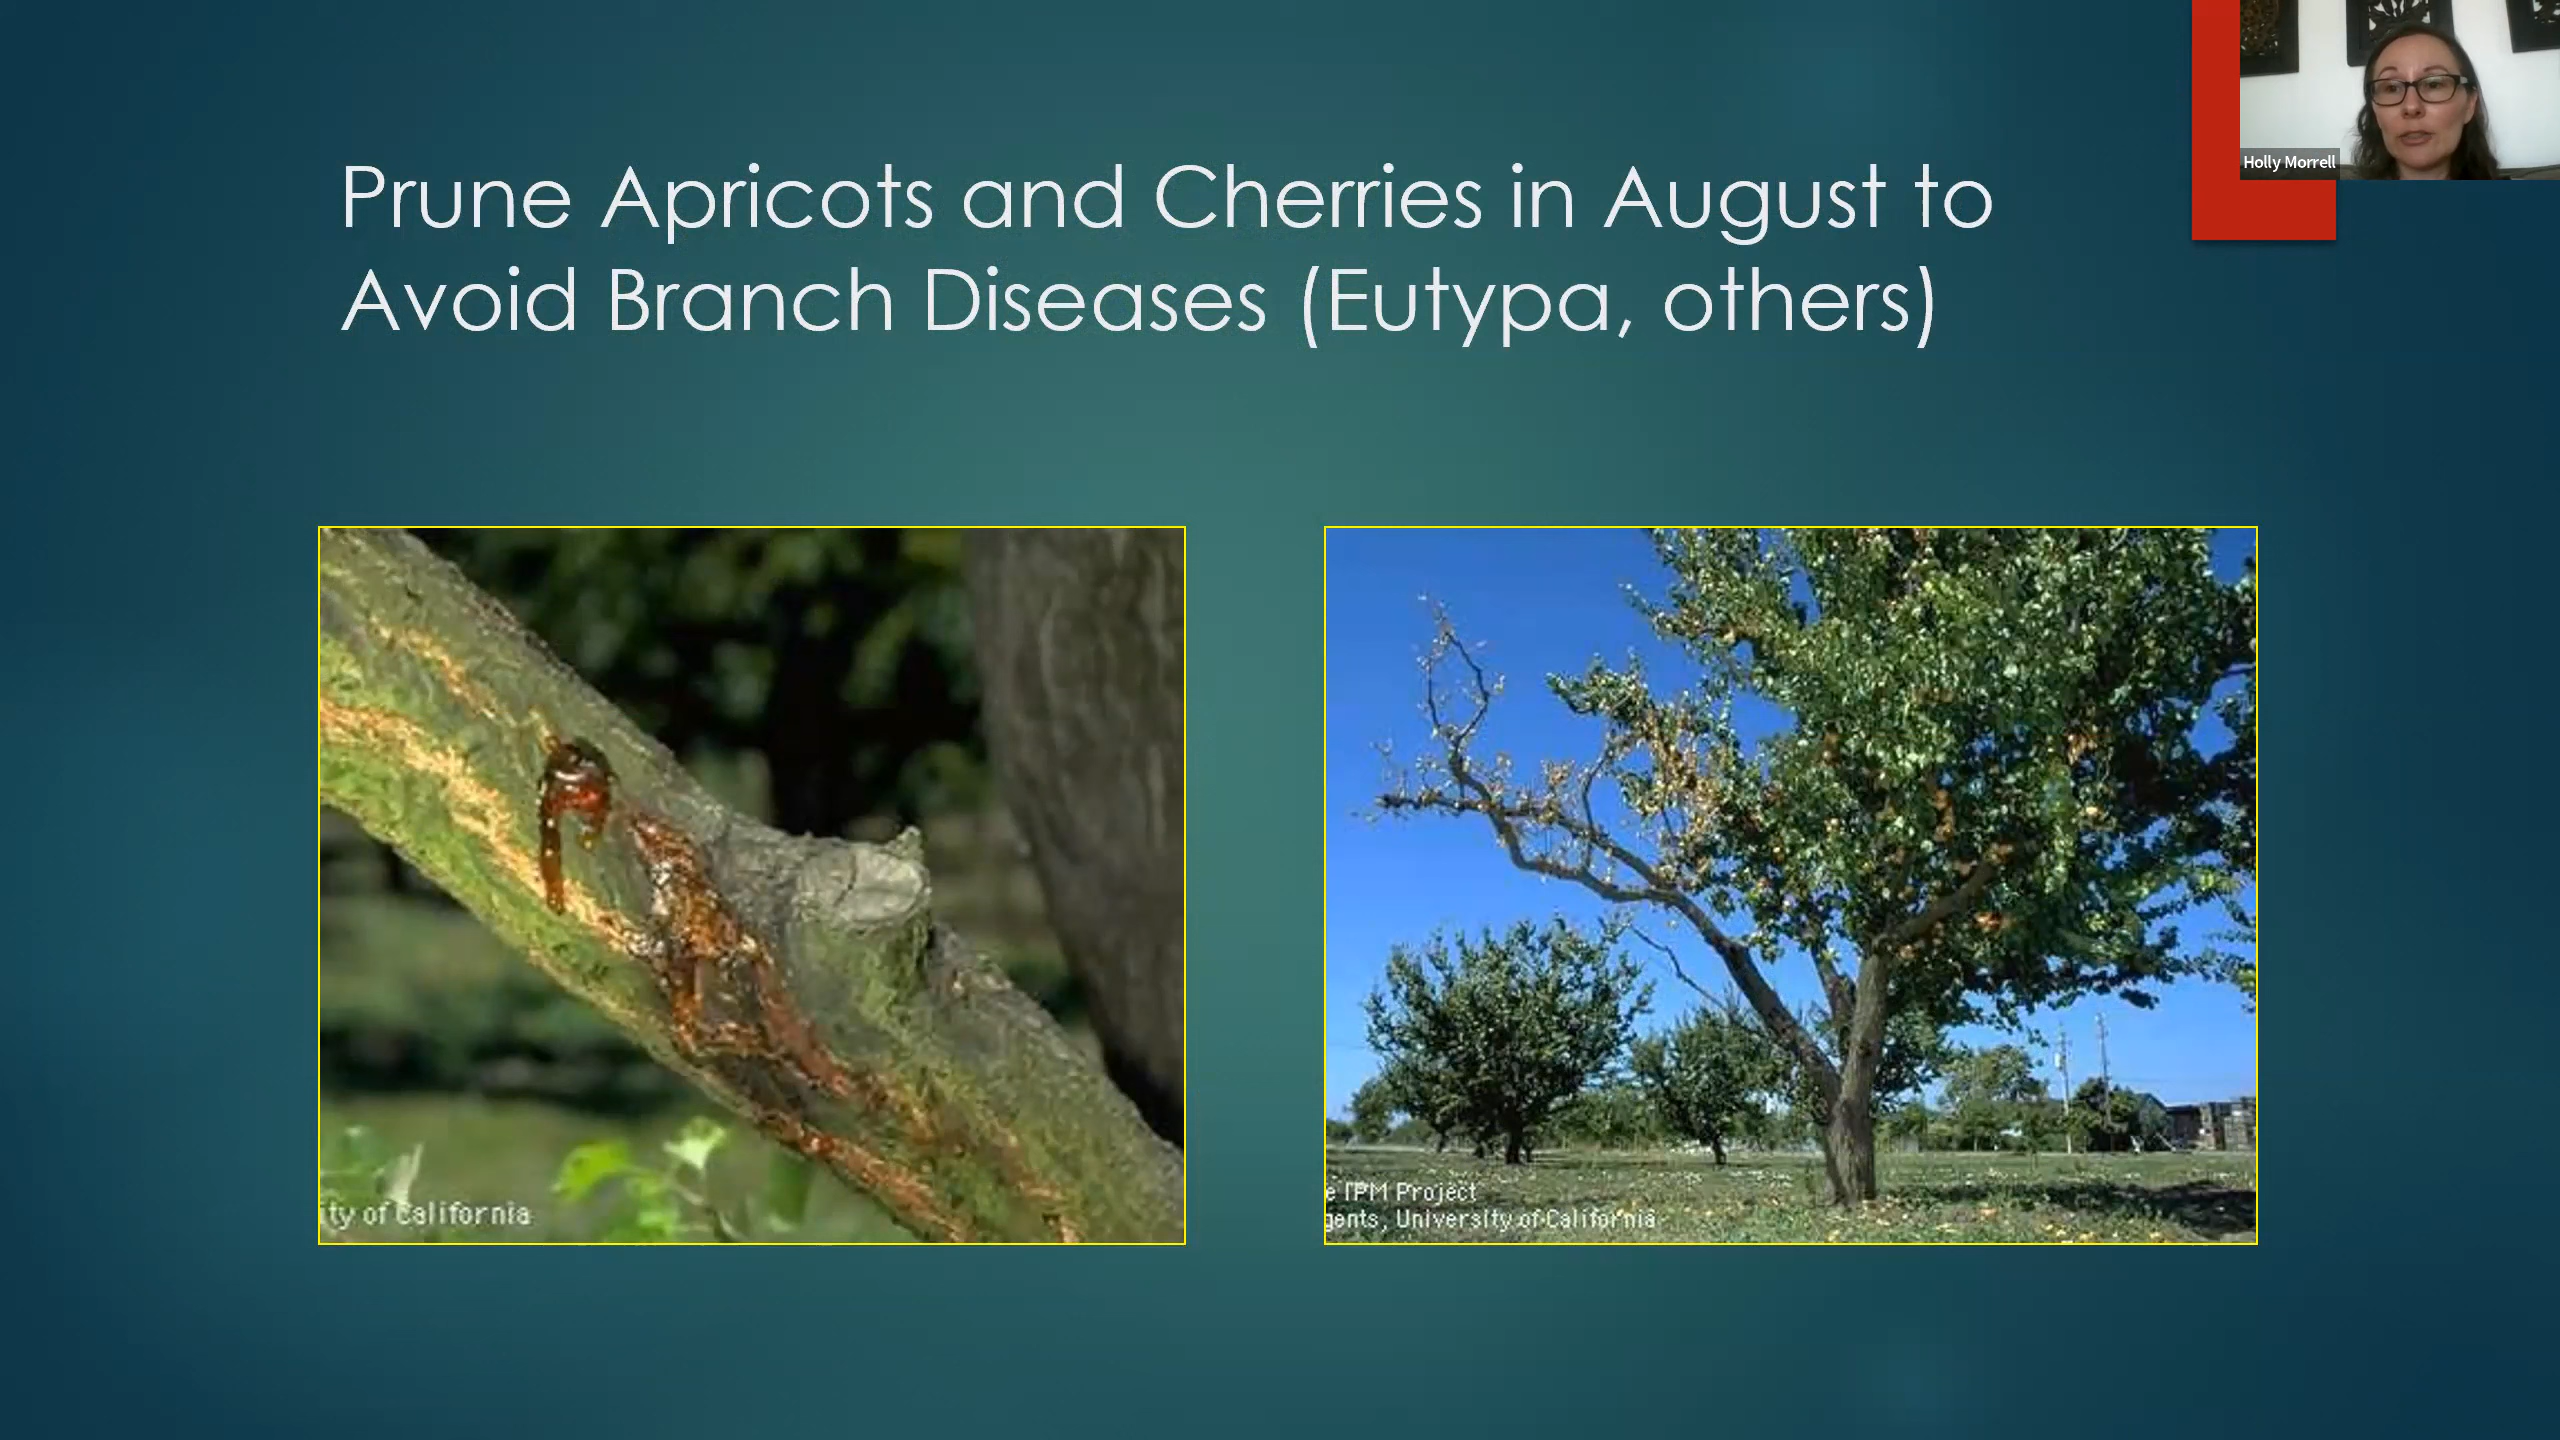 Prune Apricots and Cherries in August to
Avoid Branch Diseases (Eutypa, others)
Holly Morrell
ity of California
e IPM Project
gents, University of California